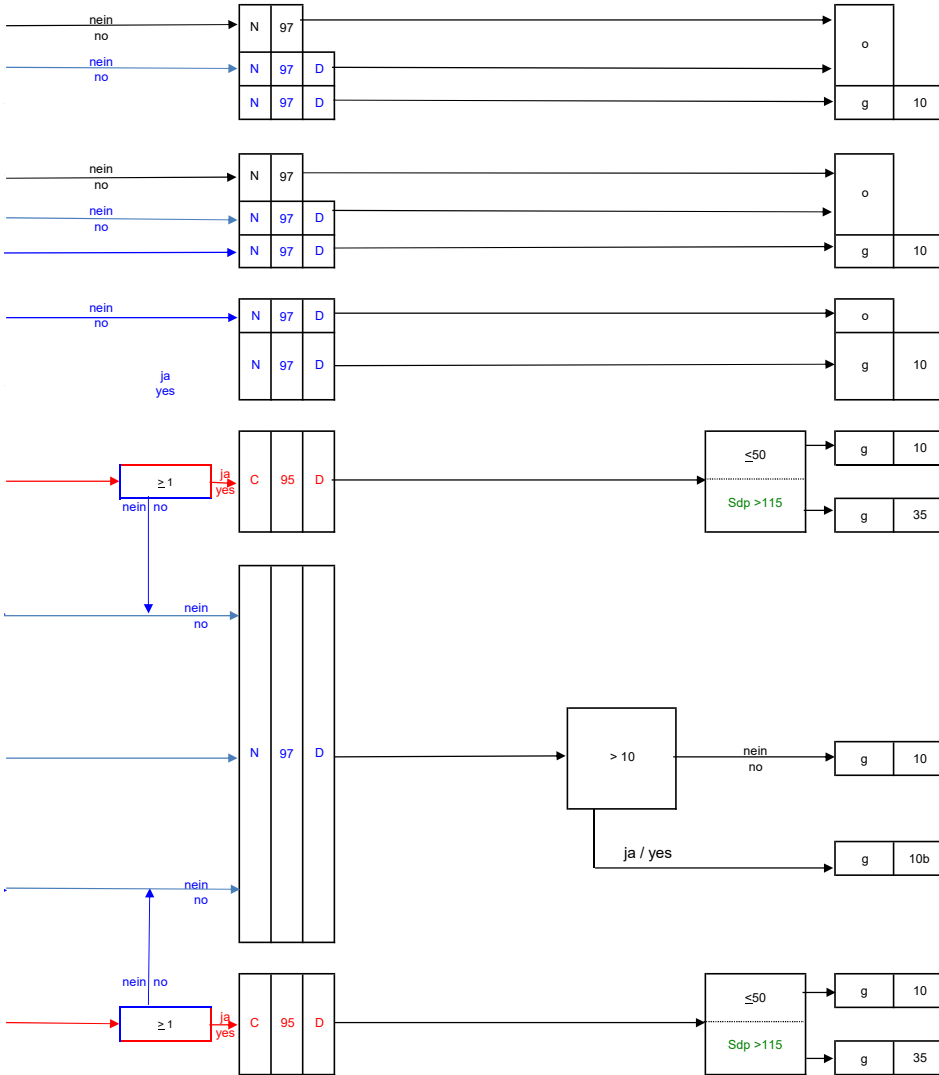 nein
no
N 97
o
nein
no
N 97 D
N 97 D
g 10
nein
no
N 97
o
nein
no
N 97 D
N 97 D
g 10
nein
no
N 97 D
o
ja
yes
N 97 D
g 10
≤50
g 10
≥ 1
ja
yes
C 95 D
Sdp >115
nein no
g 35
nein
no
N 97 D
> 10
nein
no
g 10
ja / yes
g 10b
nein
no
nein no
≤50
g 10
≥ 1
ja
yes
C 95 D
Sdp >115
g 35